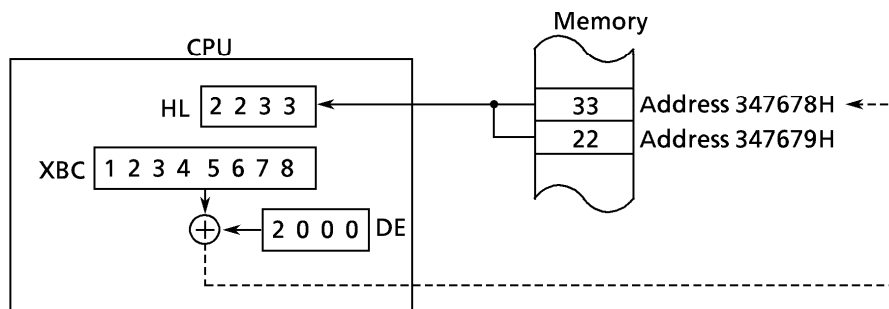 Memory
CPU
HL 2 2 3 3
33 Address 347678H
22 Address 347679H
XBC 1 2 3 4 5 6 7 8
+ 2 0 0 0 DE